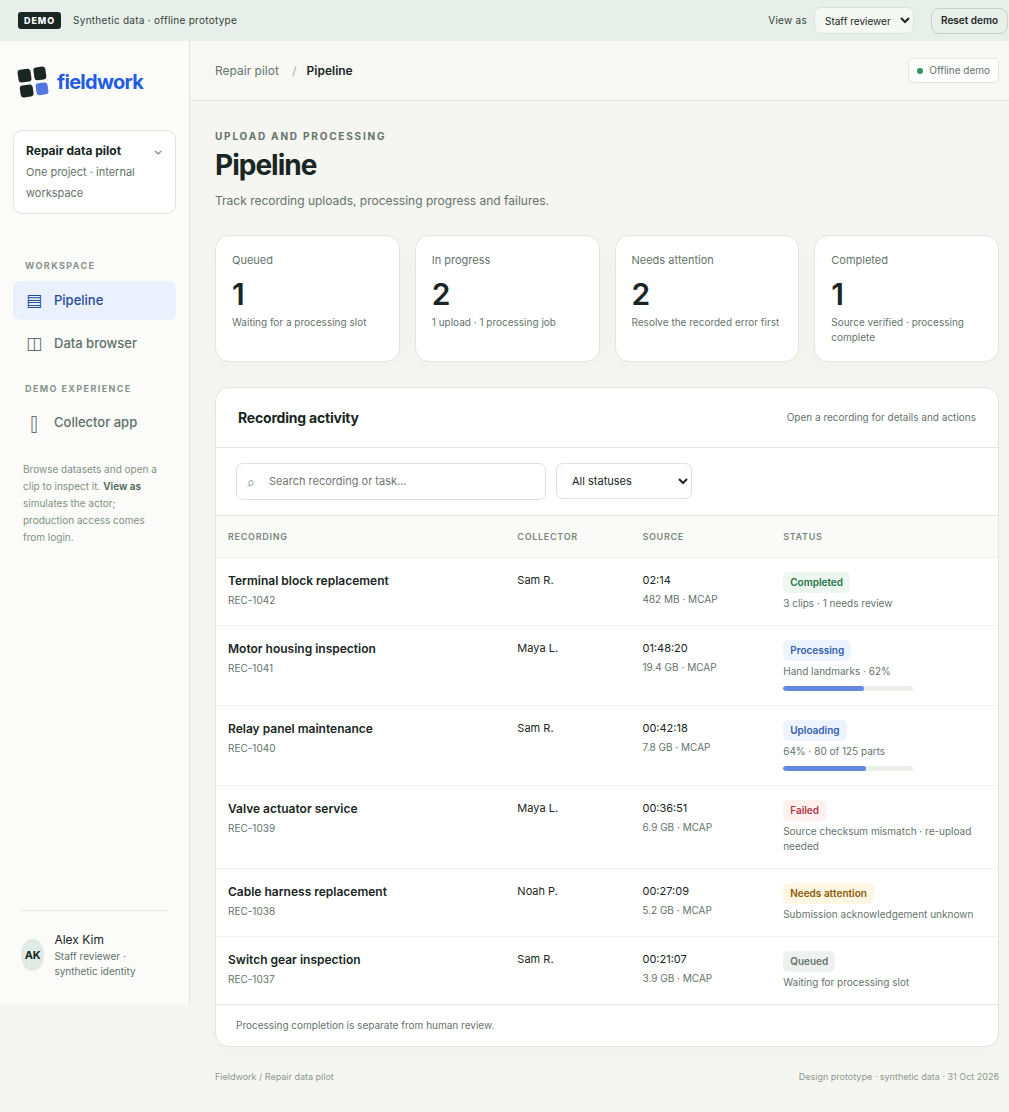 DEMO Synthetic data · offline prototype View as Staff reviewer Reset demo
fieldwork
Repair pilot / Pipeline Offline demo
Repair data pilot
One project · internal
workspace
WORKSPACE
Pipeline
Data browser
DEMO EXPERIENCE
Collector app
Browse datasets and open a
clip to inspect it. View as
simulates the actor;
production access comes
from login.
AK
Alex Kim
Staff reviewer ·
synthetic identity
UPLOAD AND PROCESSING
Pipeline
Track recording uploads, processing progress and failures.
Queued
1
Waiting for a processing slot
In progress
2
1 upload · 1 processing job
Needs attention
2
Resolve the recorded error first
Completed
1
Source verified · processing
complete
Recording activity Open a recording for details and actions
Search recording or task... All statuses
RECORDING COLLECTOR SOURCE STATUS
Terminal block replacement Sam R. 02:14 Completed
REC-1042 482 MB · MCAP 3 clips · 1 needs review
Motor housing inspection Maya L. 01:48:20 Processing
REC-1041 19.4 GB · MCAP Hand landmarks · 62%
Relay panel maintenance Sam R. 00:42:18 Uploading
REC-1040 7.8 GB · MCAP 64% · 80 of 125 parts
Valve actuator service Maya L. 00:36:51 Failed
REC-1039 6.9 GB · MCAP Source checksum mismatch · re-upload
needed
Cable harness replacement Noah P. 00:27:09 Needs attention
REC-1038 5.2 GB · MCAP Submission acknowledgement unknown
Switch gear inspection Sam R. 00:21:07 Queued
REC-1037 3.9 GB · MCAP Waiting for processing slot
Processing completion is separate from human review.
Fieldwork / Repair data pilot Design prototype · synthetic data · 31 Oct 2026